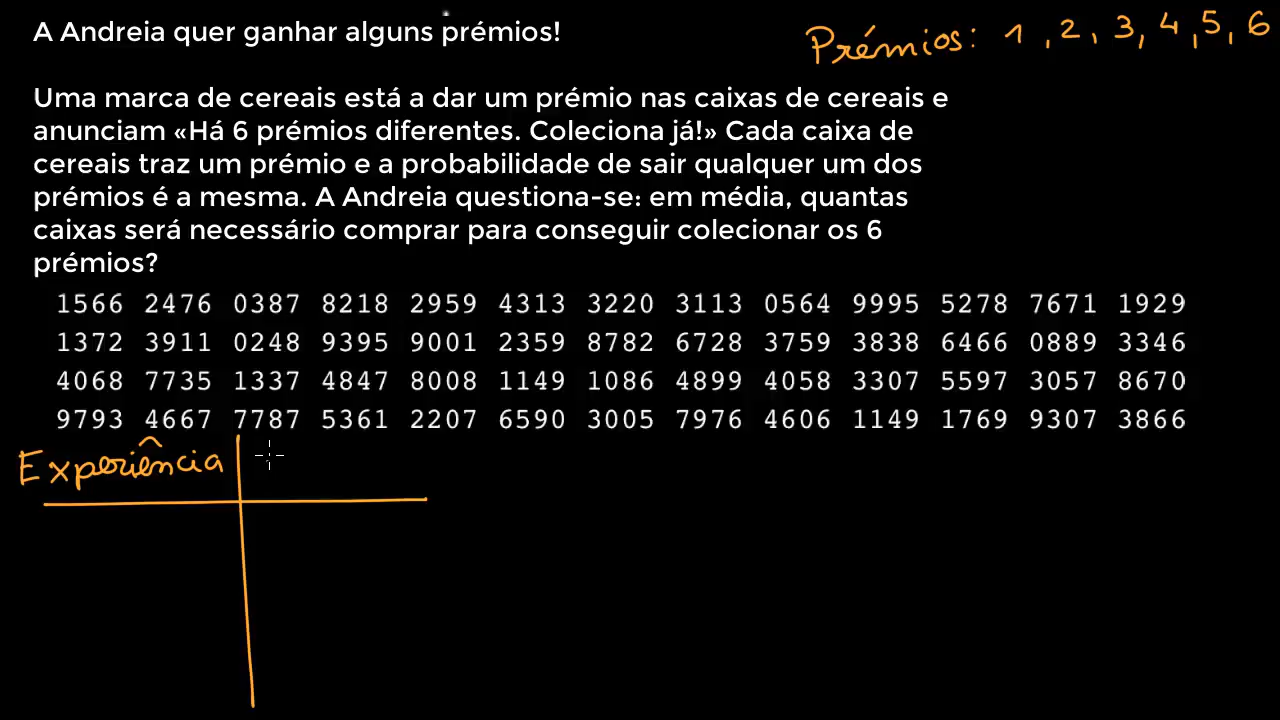 A Andreia quer ganhar alguns prémios!
Prémios: 1, 2, 3, 4, 5, 6
Uma marca de cereais está a dar um prémio nas caixas de cereais e
anunciam «Há 6 prémios diferentes. Coleciona já!» Cada caixa de
cereais traz um prémio e a probabilidade de sair qualquer um dos
prémios é a mesma. A Andreia questiona-se: em média, quantas
caixas será necessário comprar para conseguir colecionar os 6
prémios?
1566 2476 0387 8218 2959 4313 3220 3113 0564 9995 5278 7671 1929
1372 3911 0248 9395 9001 2359 8782 6728 3759 3838 6466 0889 3346
4068 7735 1337 4847 8008 1149 1086 4899 4058 3307 5597 3057 8670
9793 4667 7787 5361 2207 6590 3005 7976 4606 1149 1769 9307 3866
Experiência